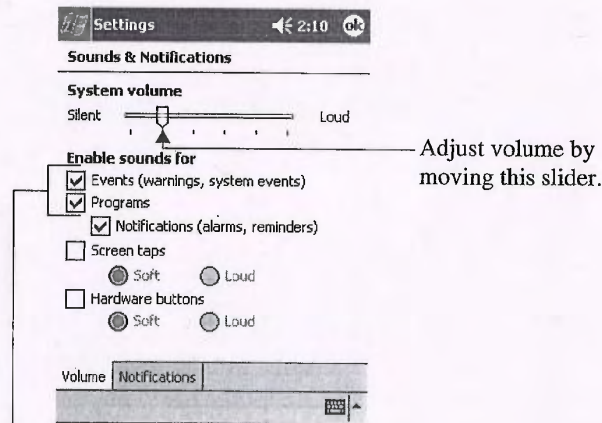 Settings 2:10 ok
Sounds & Notifications
System volume
Silent Loud
Adjust volume by
moving this slider.
Enable sounds for
Events (warnings, system events)
Programs
Notifications (alarms, reminders)
Screen taps
Soft Loud
Hardware buttons
Soft Loud
Volume Notifications